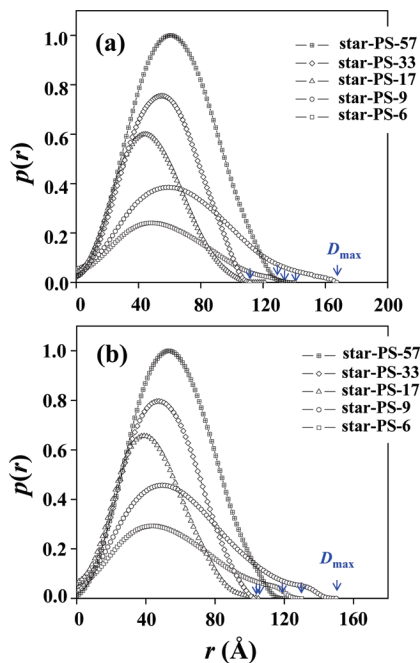 (a)
star-PS-57
star-PS-33
star-PS-17
star-PS-9
star-PS-6
p(r)
1.0
0.8
0.6
0.4
0.2
0.0
Dmax
0 40 80 120 160 200
(b)
star-PS-57
star-PS-33
star-PS-17
star-PS-9
star-PS-6
p(r)
1.0
0.8
0.6
0.4
0.2
0.0
Dmax
0 40 80 120 160
r (Å)